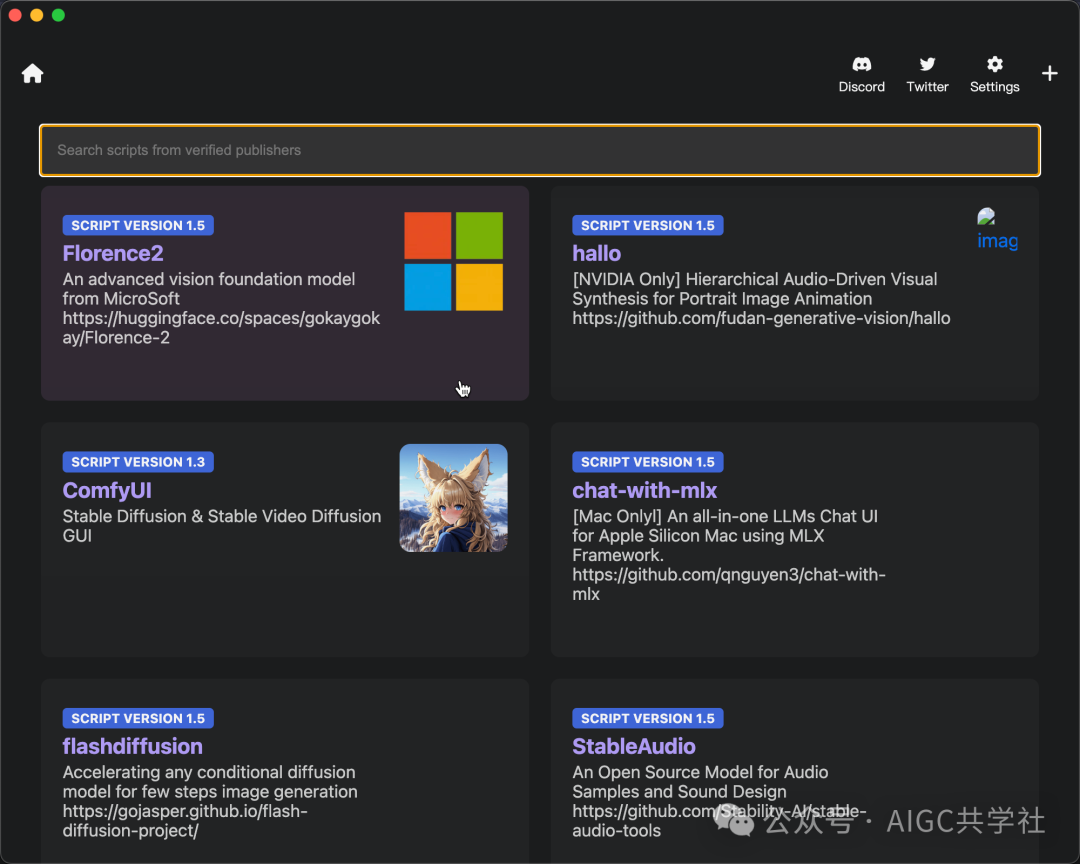 Discord
Twitter
Settings
Search scripts from verified publishers
SCRIPT VERSION 1.5
Florence2
An advanced vision foundation model
from MicroSoft
https://huggingface.co/spaces/gokaygok
ay/Florence-2
SCRIPT VERSION 1.5
hallo
[NVIDIA Only] Hierarchical Audio-Driven Visual
Synthesis for Portrait Image Animation
https://github.com/fudan-generative-vision/hallo
imag
SCRIPT VERSION 1.3
ComfyUI
Stable Diffusion & Stable Video Diffusion
GUI
SCRIPT VERSION 1.5
chat-with-mlx
[Mac Onlyl] An all-in-one LLMs Chat UI
for Apple Silicon Mac using MLX
Framework.
https://github.com/qnguyen3/chat-with-
mlx
SCRIPT VERSION 1.5
flashdiffusion
Accelerating any conditional diffusion
model for few steps image generation
https://gojasper.github.io/flash-
diffusion-project/
SCRIPT VERSION 1.5
StableAudio
An Open Source Model for Audio
Samples and Sound Design
https://github.com/Stability-AI/stable-
audio-tools
公众号 · AIGC共学社